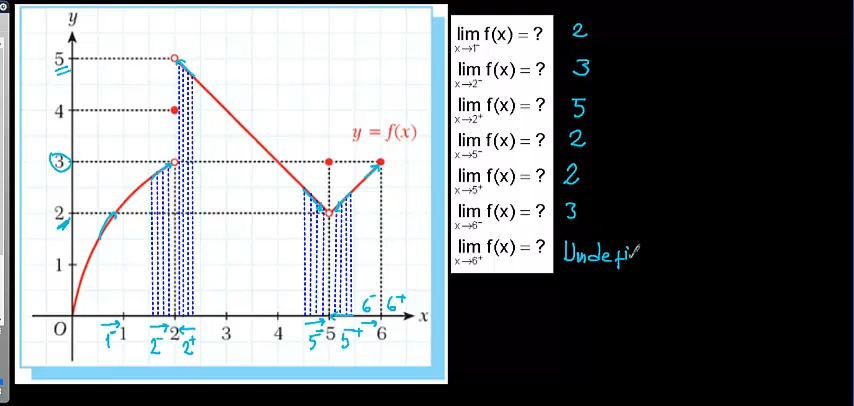 y
5
4
3
2
1
O
1⁻ 1
2⁻ 2 2⁺
3
4
5⁻ 5 5⁺
6⁻ 6⁺
6
x
y = f(x)
lim f(x) = ? 2
x→1⁻
lim f(x) = ? 3
x→2⁻
lim f(x) = ? 5
x→2⁺
lim f(x) = ? 2
x→5⁻
lim f(x) = ? 2
x→5⁺
lim f(x) = ? 3
x→6⁻
lim f(x) = ? Undefi
x→6⁺